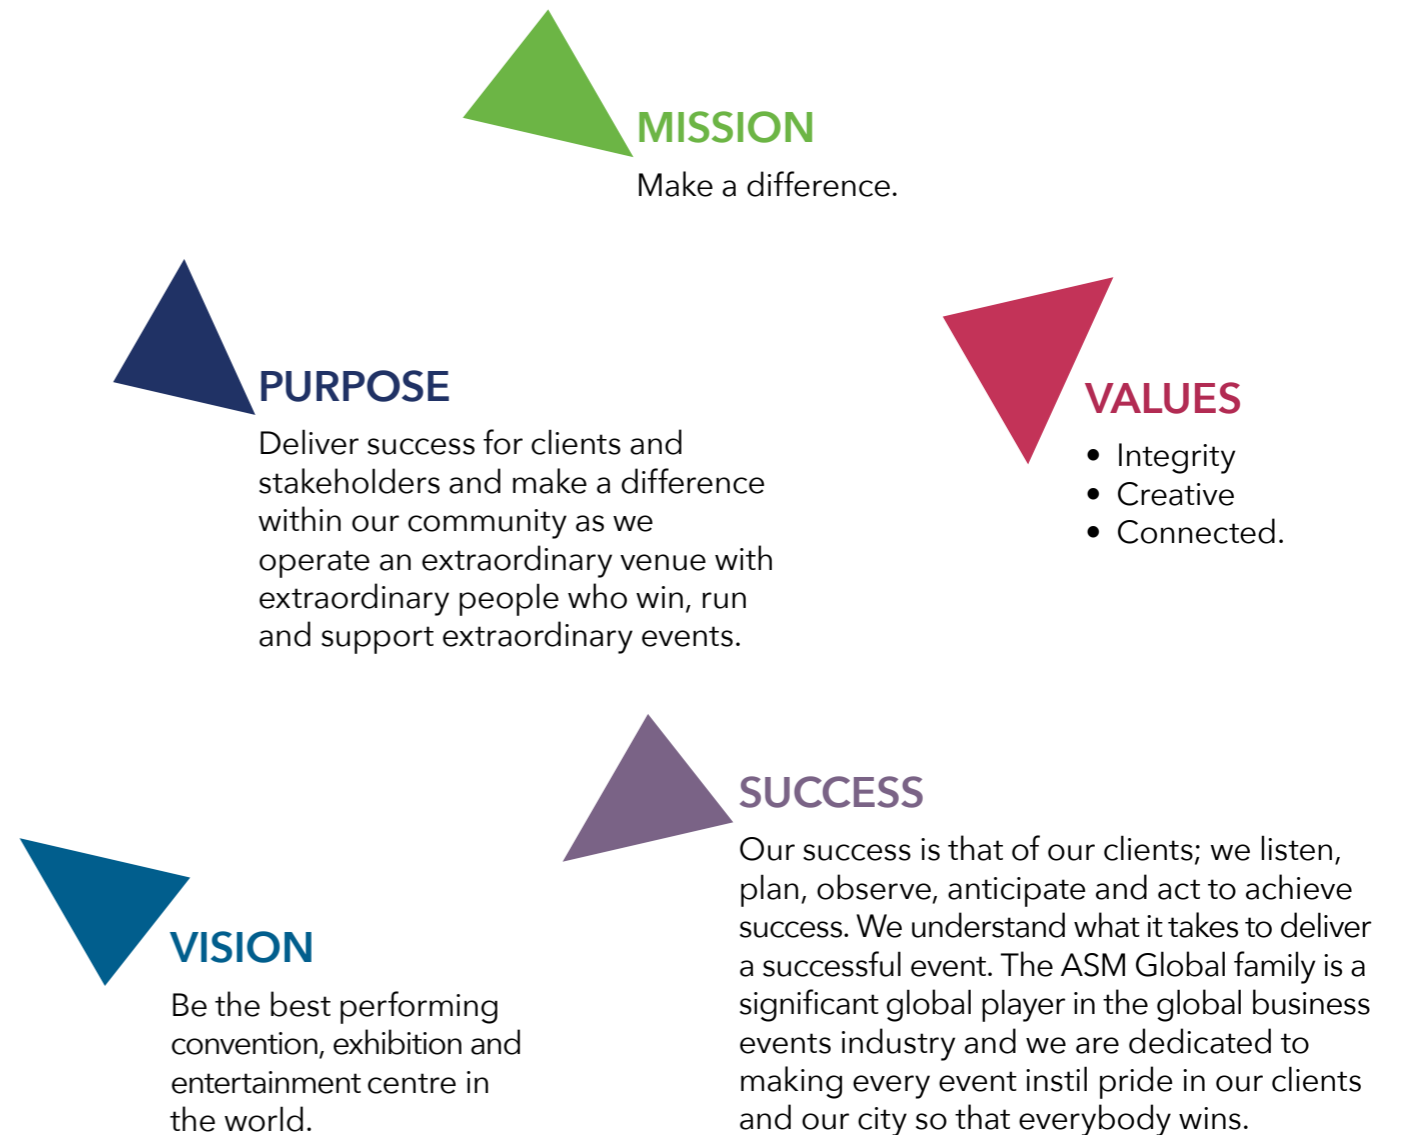 MISSION
Make a difference.
PURPOSE
Deliver success for clients and
stakeholders and make a difference
within our community as we
operate an extraordinary venue with
extraordinary people who win, run
and support extraordinary events.
VALUES
• Integrity
• Creative
• Connected.
VISION
Be the best performing
convention, exhibition and
entertainment centre in
the world.
SUCCESS
Our success is that of our clients; we listen,
plan, observe, anticipate and act to achieve
success. We understand what it takes to deliver
a successful event. The ASM Global family is a
significant global player in the global business
events industry and we are dedicated to
making every event instil pride in our clients
and our city so that everybody wins.